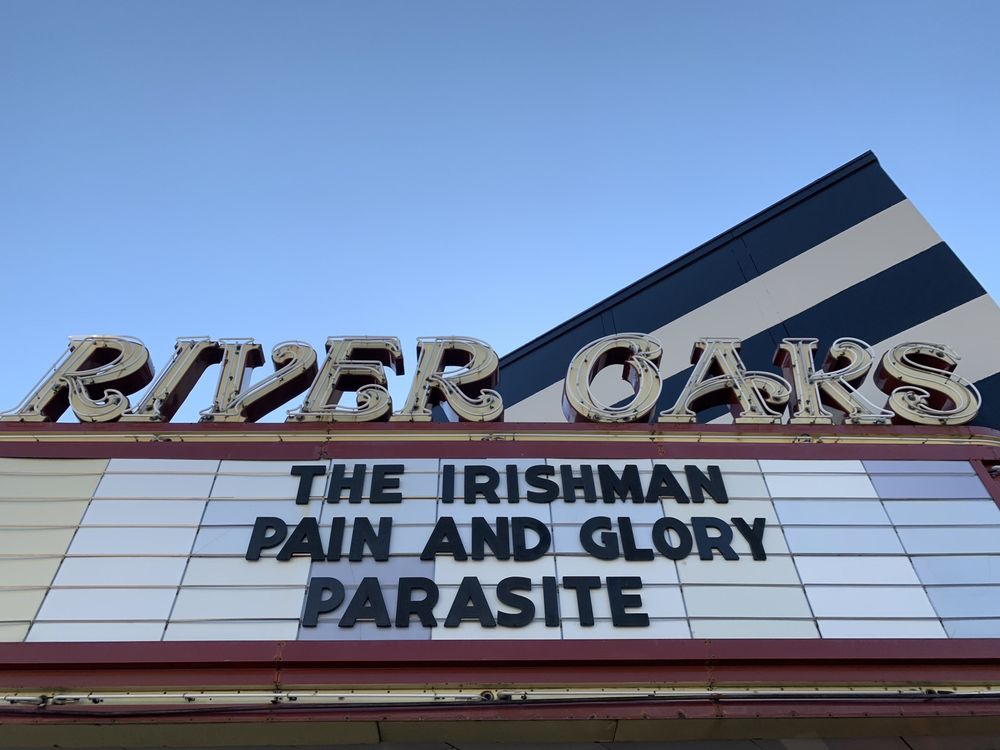 RIVER OAKS
THE IRISHMAN
PAIN AND GLORY
PARASITE